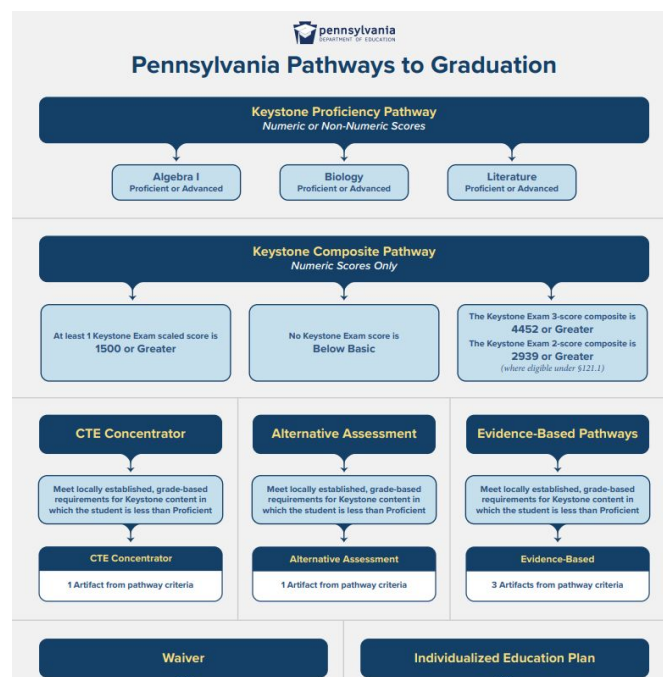 pennsylvania
DEPARTMENT OF EDUCATION
Pennsylvania Pathways to Graduation
Keystone Proficiency Pathway
Numeric or Non-Numeric Scores
Algebra I
Proficient or Advanced
Biology
Proficient or Advanced
Literature
Proficient or Advanced
Keystone Composite Pathway
Numeric Scores Only
At least 1 Keystone Exam scaled score is
1500 or Greater
No Keystone Exam score is
Below Basic
The Keystone Exam 3-score composite is
4452 or Greater
The Keystone Exam 2-score composite is
2939 or Greater
(where eligible under §121.1)
CTE Concentrator
Meet locally established, grade-based
requirements for Keystone content in
which the student is less than Proficient
CTE Concentrator
1 Artifact from pathway criteria
Alternative Assessment
Meet locally established, grade-based
requirements for Keystone content in
which the student is less than Proficient
Alternative Assessment
1 Artifact from pathway criteria
Evidence-Based Pathways
Meet locally established, grade-based
requirements for Keystone content in
which the student is less than Proficient
Evidence-Based
3 Artifacts from pathway criteria
Waiver
Individualized Education Plan